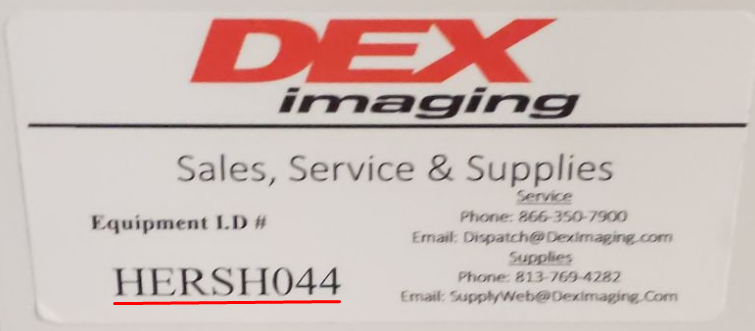 DEX
imaging
Sales, Service & Supplies
Service
Equipment I.D #
Phone: 866-350-7900
Email: Dispatch@DexImaging.com
Supplies
HERSH044
Phone: 813-769-4282
Email: SupplyWeb@DexImaging.Com